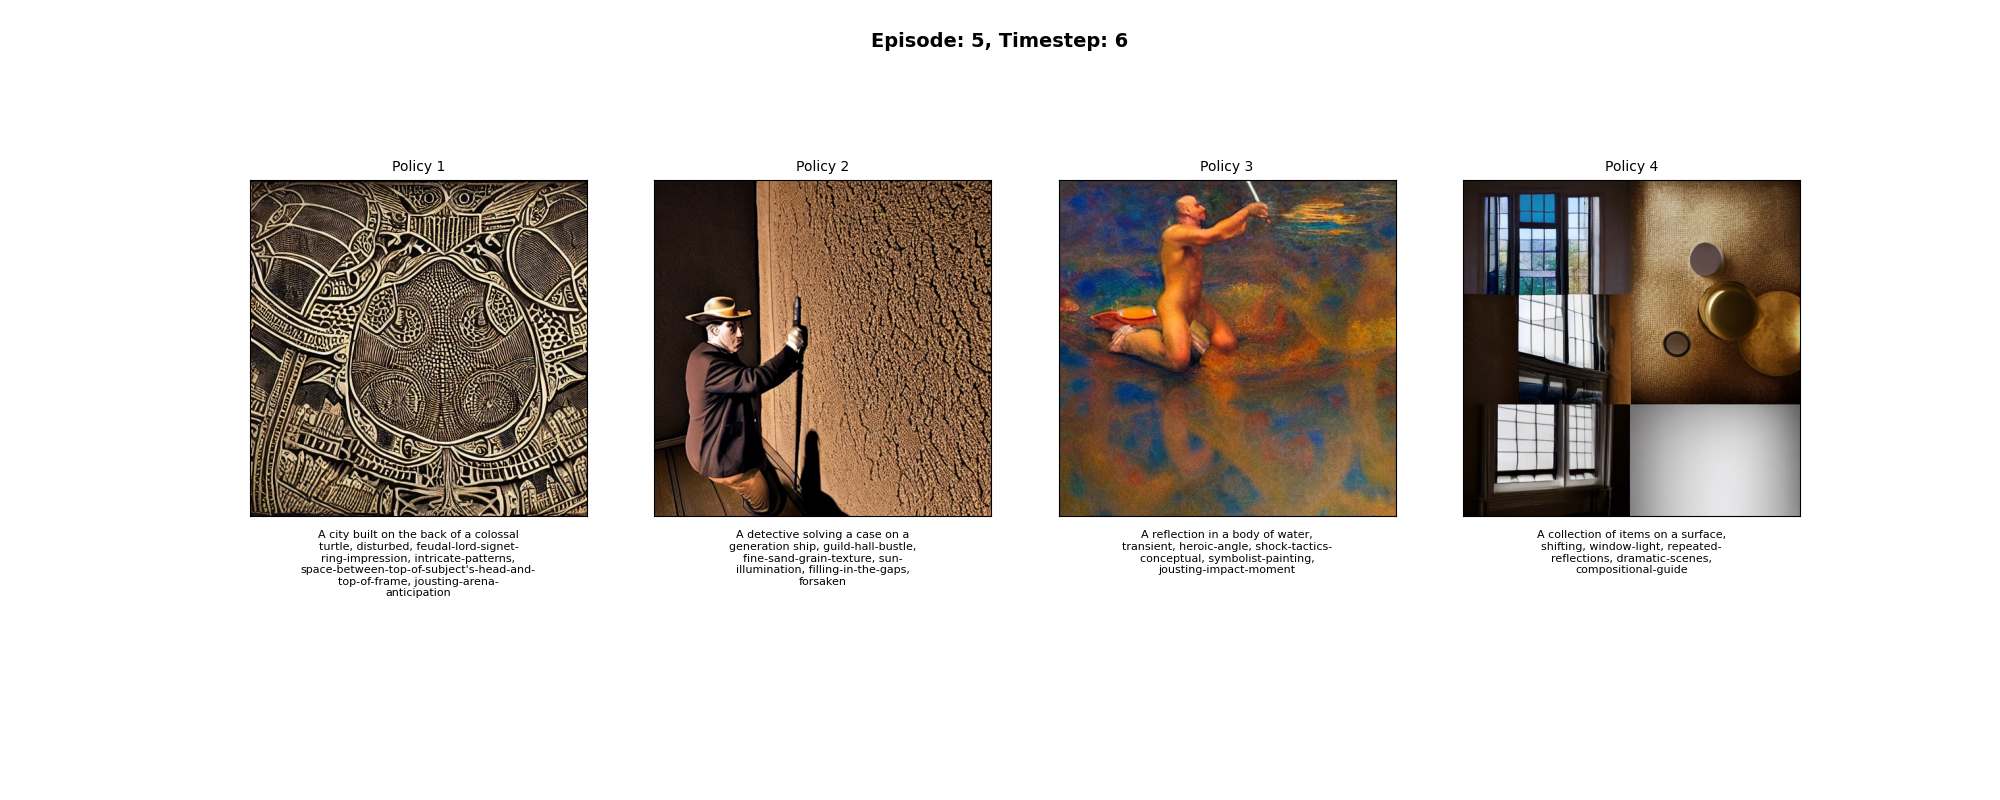 Episode: 5, Timestep: 6
Policy 1
Policy 2
Policy 3
Policy 4
A city built on the back of a colossal
turtle, disturbed, feudal-lord-signet-
ring-impression, intricate-patterns,
space-between-top-of-subject's-head-and-
top-of-frame, jousting-arena-
anticipation
A detective solving a case on a
generation ship, guild-hall-bustle,
fine-sand-grain-texture, sun-
illumination, filling-in-the-gaps,
forsaken
A reflection in a body of water,
transient, heroic-angle, shock-tactics-
conceptual, symbolist-painting,
jousting-impact-moment
A collection of items on a surface,
shifting, window-light, repeated-
reflections, dramatic-scenes,
compositional-guide